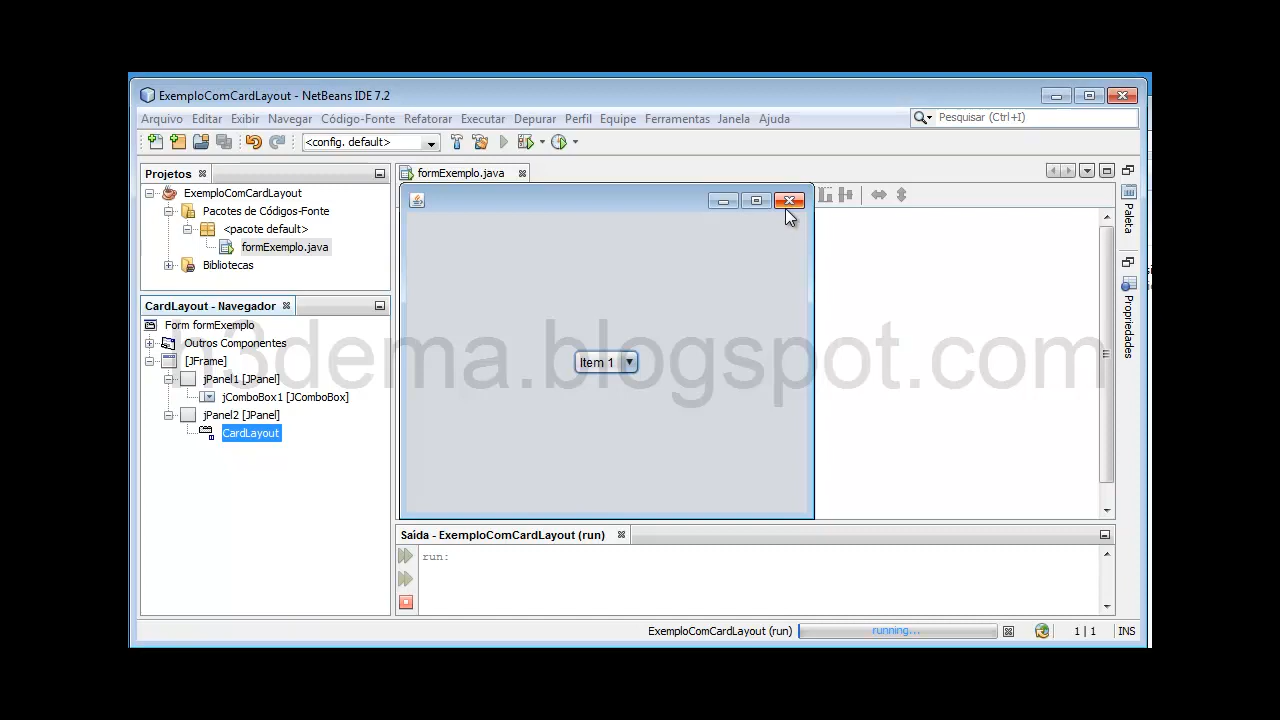 ExemploComCardLayout - NetBeans IDE 7.2
Arquivo Editar Exibir Navegar Código-Fonte Refatorar Executar Depurar Perfil Equipe Ferramentas Janela Ajuda
Pesquisar (Ctrl+I)
<config. default>
Projetos
formExemplo.java
ExemploComCardLayout
Pacotes de Códigos-Fonte
<pacote default>
formExemplo.java
Bibliotecas
Paleta
Propriedades
CardLayout - Navegador
Form formExemplo
Outros Componentes
[JFrame]
jPanel1 [JPanel]
jComboBox1 [JComboBox]
jPanel2 [JPanel]
CardLayout
Item 1
h3dema.blogspot.com
Saída - ExemploComCardLayout (run)
run:
ExemploComCardLayout (run)
running...
1 | 1
INS